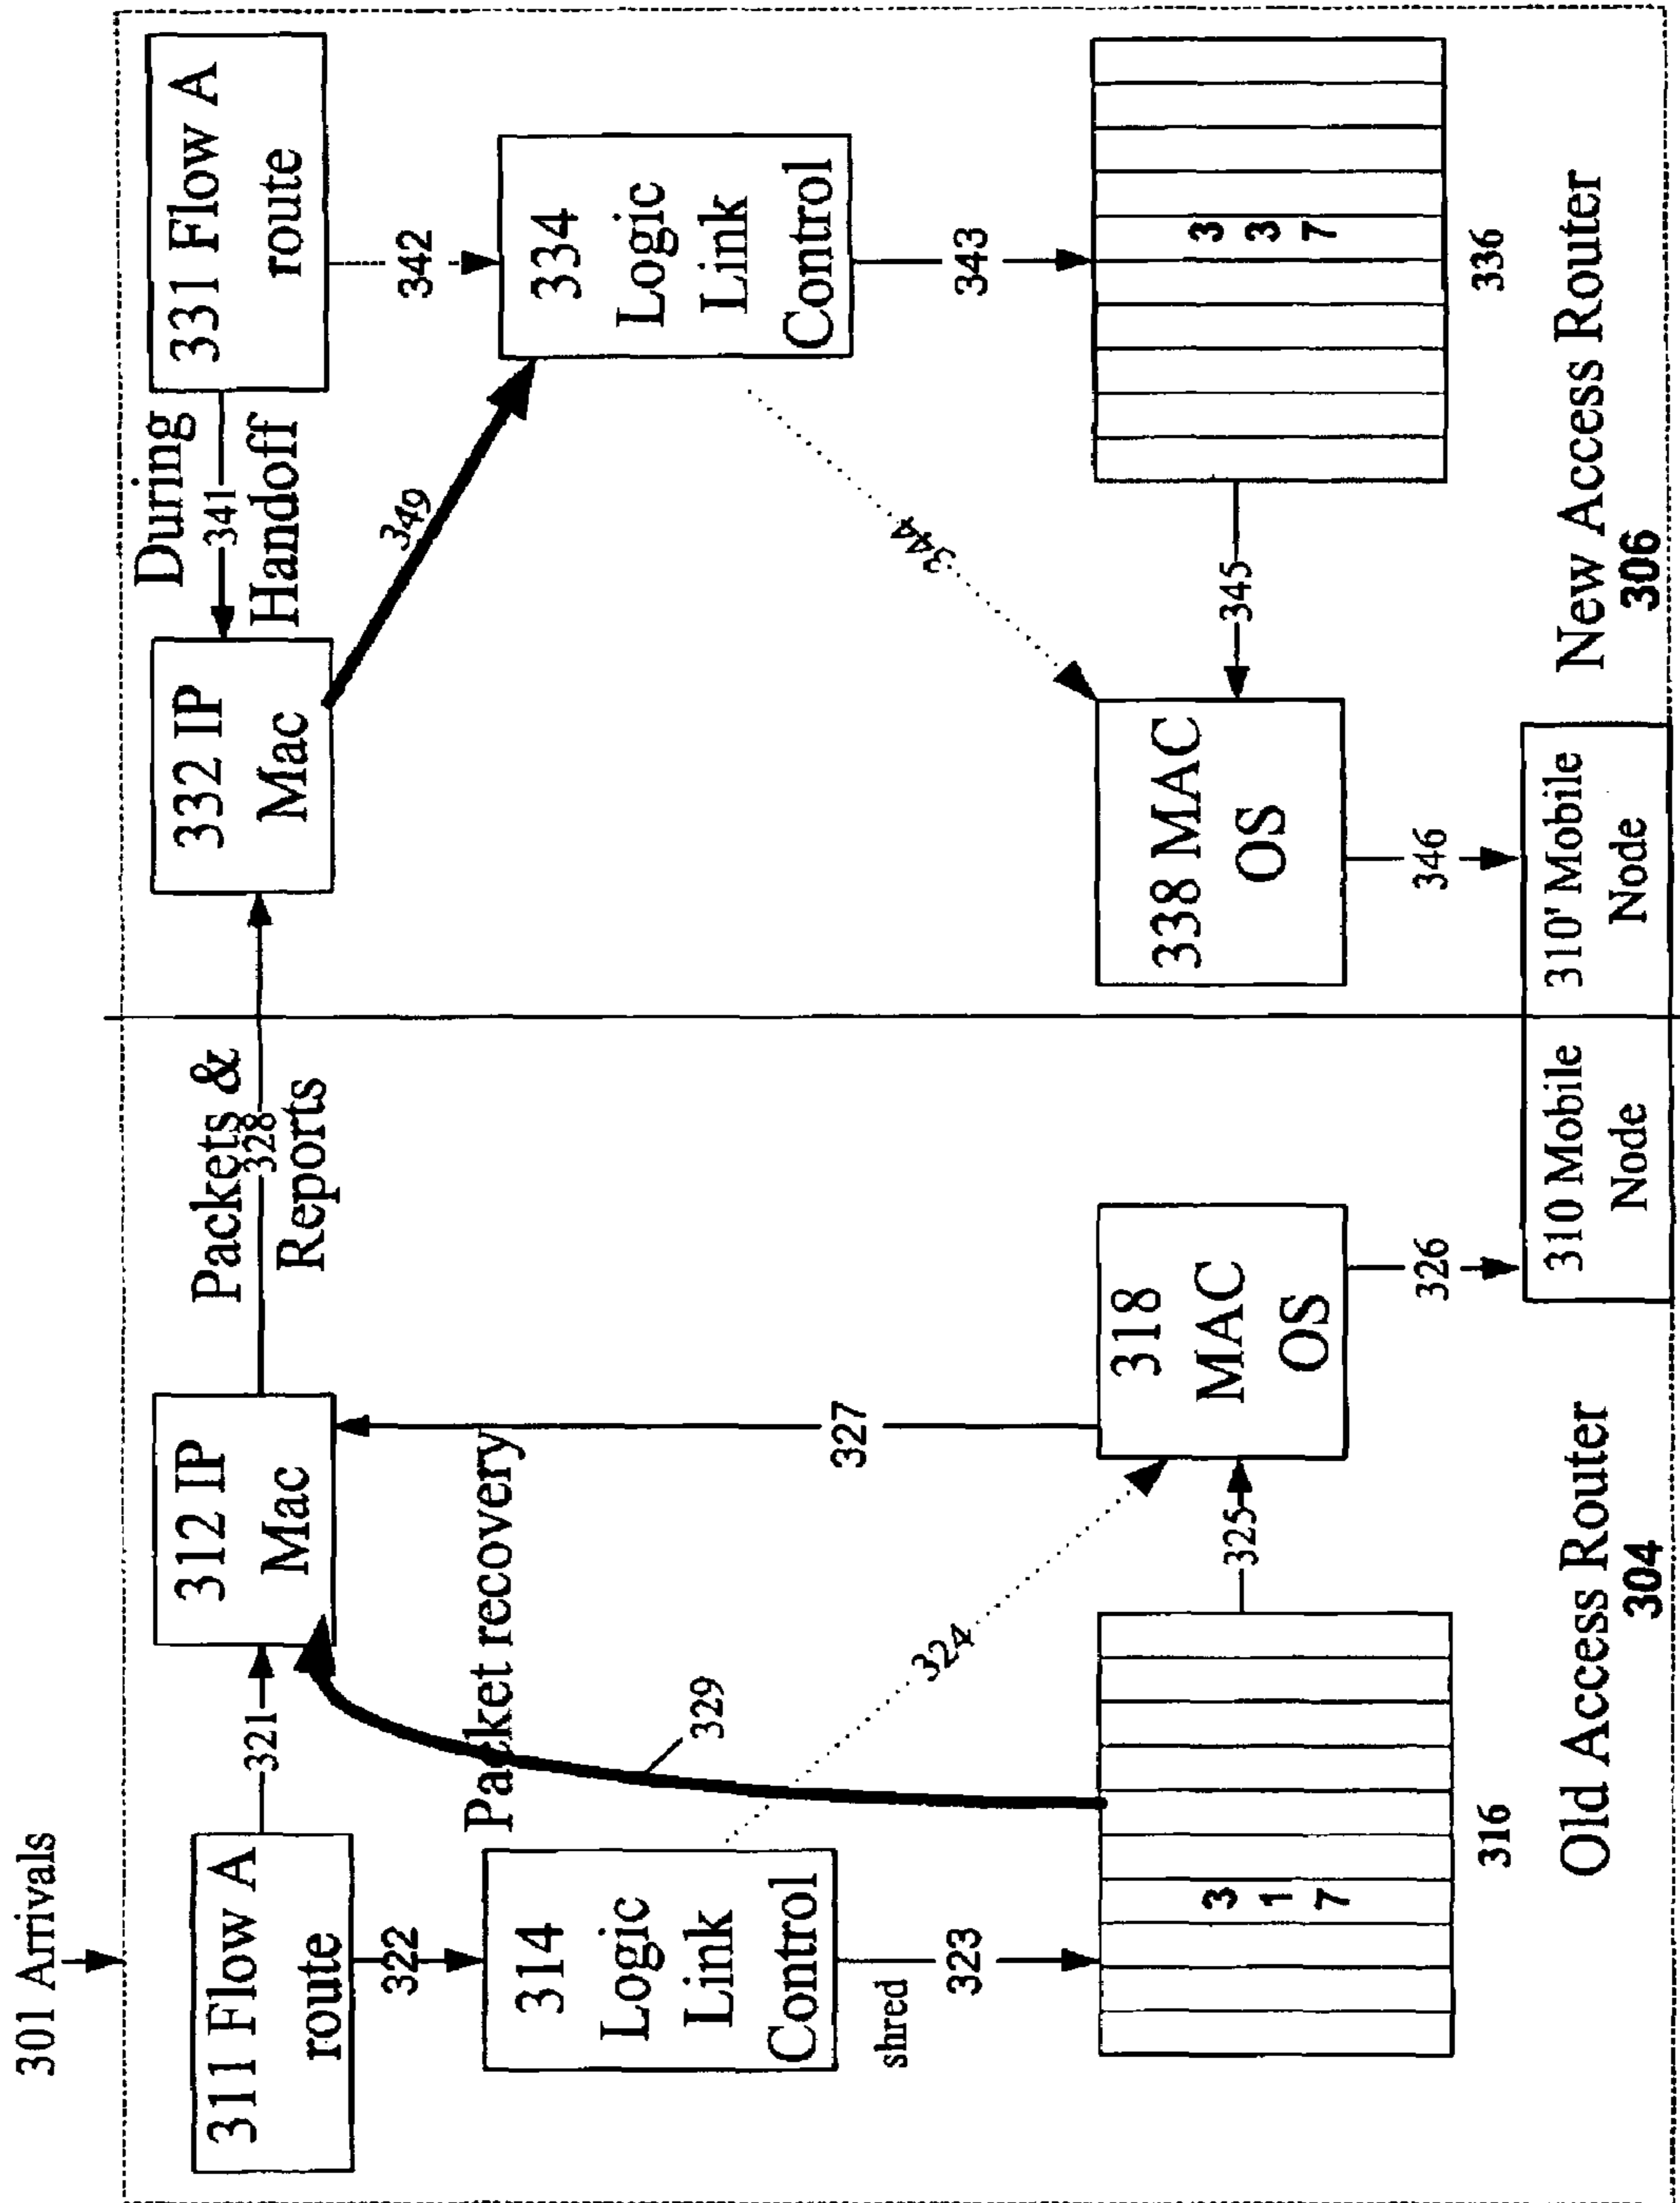 301 Arrivals
311 Flow A
route
321
312 IP
Mac
Packets &
328
Reports
332 IP
Mac
During
341
Handoff
331 Flow A
route
322
314
Logic
Link
Control
Packet recovery
329
327
324
349
342
334
Logic
Link
Control
344
shred
323
343
3
1
7
316
325
318
MAC
OS
326
338 MAC
OS
346
345
3
3
7
336
310 Mobile
Node
310' Mobile
Node
Old Access Router
304
New Access Router
306